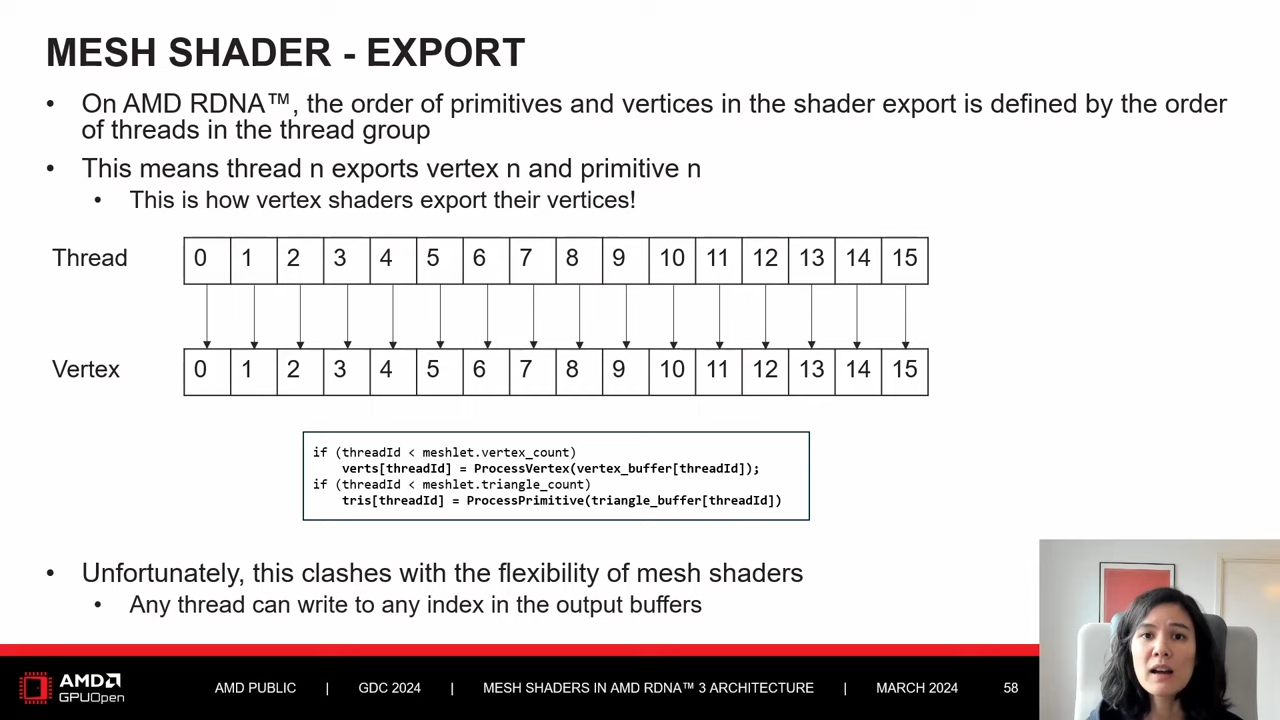 MESH SHADER - EXPORT
• On AMD RDNA™, the order of primitives and vertices in the shader export is defined by the order
of threads in the thread group
• This means thread n exports vertex n and primitive n
• This is how vertex shaders export their vertices!
Thread 0 1 2 3 4 5 6 7 8 9 10 11 12 13 14 15
Vertex 0 1 2 3 4 5 6 7 8 9 10 11 12 13 14 15
if (threadId < meshlet.vertex_count)
verts[threadId] = ProcessVertex(vertex_buffer[threadId]);
if (threadId < meshlet.triangle_count)
tris[threadId] = ProcessPrimitive(triangle_buffer[threadId])
• Unfortunately, this clashes with the flexibility of mesh shaders
• Any thread can write to any index in the output buffers
AMD
GPUOpen
AMD PUBLIC | GDC 2024 | MESH SHADERS IN AMD RDNA™ 3 ARCHITECTURE | MARCH 2024 58